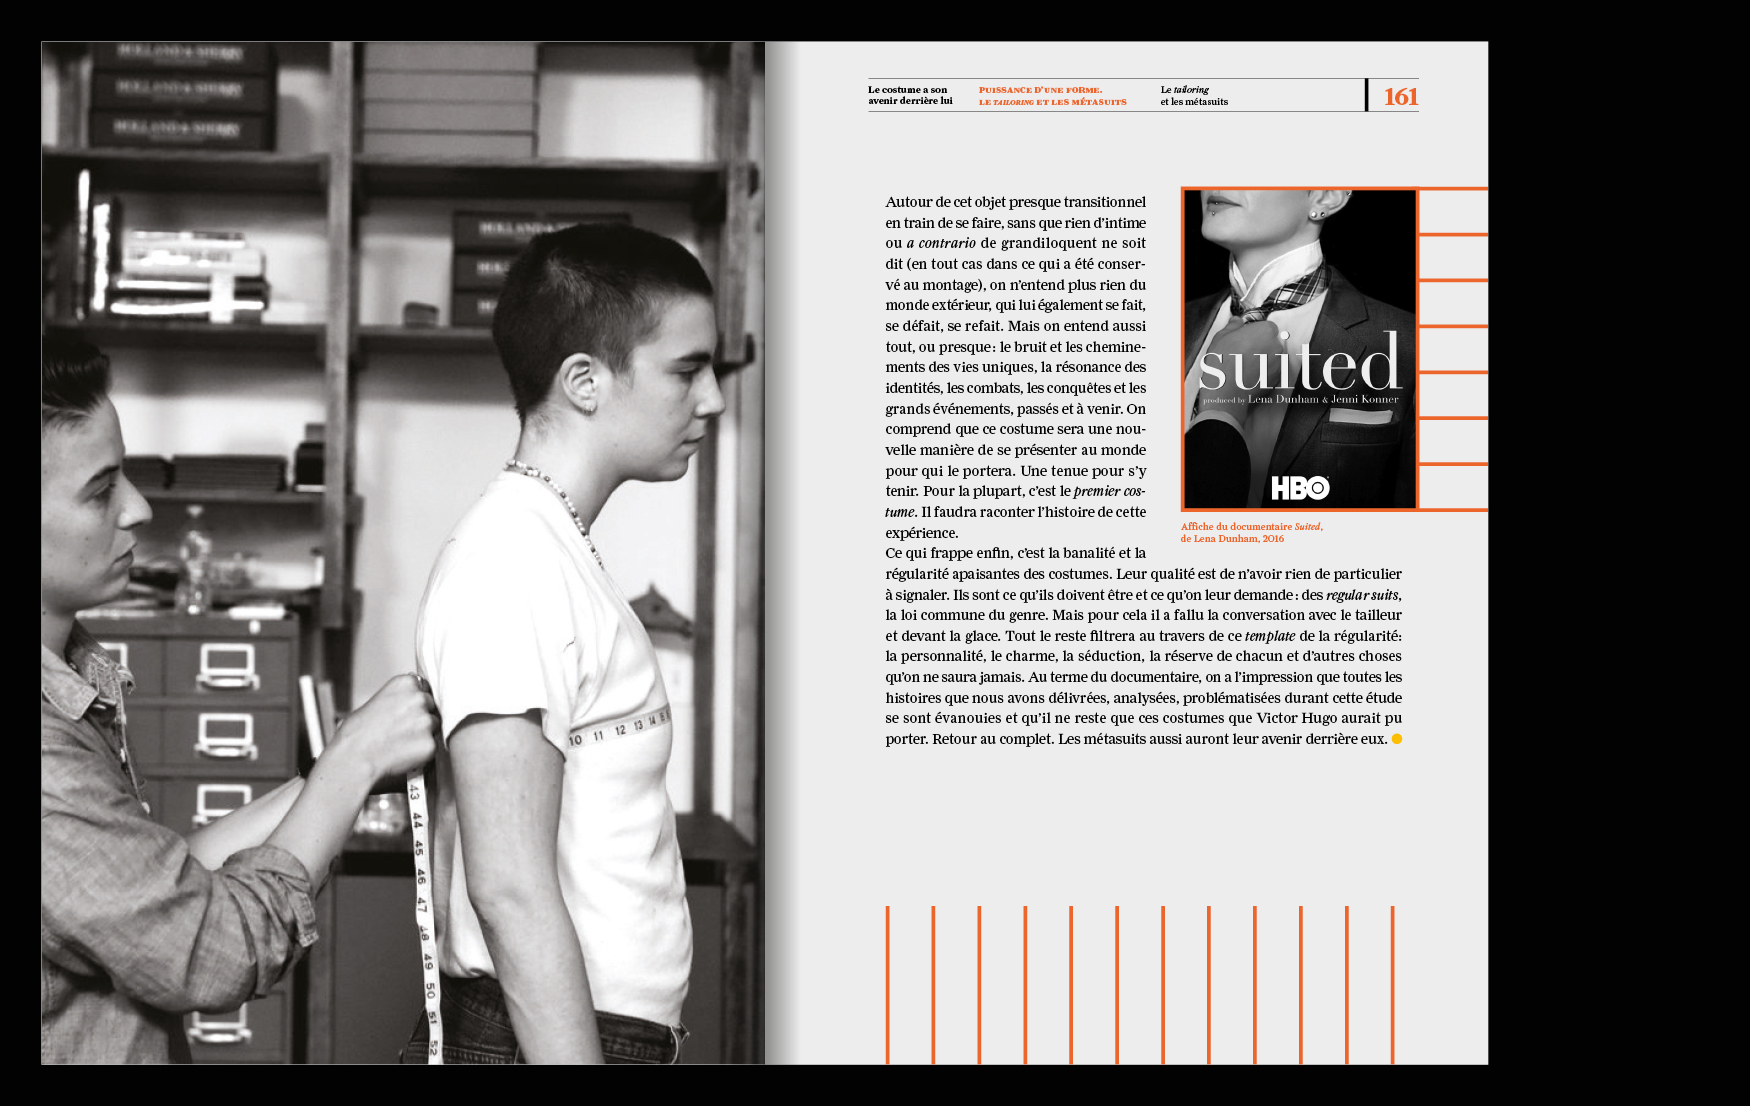 HOLLAND & SHERRY
HOLLAND & SHERRY
HOLLAND & SHERRY
10 11 12 13 14 15
43
44
45
46
47
48
49
50
51
52
Le costume a son
avenir derrière lui
PUISSANCE D'UNE FORME.
LE TAILORING ET LES MÉTASUITS
Le tailoring
et les métasuits
161
Autour de cet objet presque transitionnel
en train de se faire, sans que rien d'intime
ou a contrario de grandiloquent ne soit
dit (en tout cas dans ce qui a été conser-
vé au montage), on n'entend plus rien du
monde extérieur, qui lui également se fait,
se défait, se refait. Mais on entend aussi
tout, ou presque : le bruit et les chemine-
ments des vies uniques, la résonance des
identités, les combats, les conquêtes et les
grands événements, passés et à venir. On
comprend que ce costume sera une nou-
velle manière de se présenter au monde
pour qui le portera. Une tenue pour s'y
tenir. Pour la plupart, c'est le premier cos-
tume. Il faudra raconter l'histoire de cette
expérience.
Ce qui frappe enfin, c'est la banalité et la
régularité apaisantes des costumes. Leur qualité est de n'avoir rien de particulier
à signaler. Ils sont ce qu'ils doivent être et ce qu'on leur demande : des regular suits,
la loi commune du genre. Mais pour cela il a fallu la conversation avec le tailleur
et devant la glace. Tout le reste filtrera au travers de ce template de la régularité:
la personnalité, le charme, la séduction, la réserve de chacun et d'autres choses
qu'on ne saura jamais. Au terme du documentaire, on a l'impression que toutes les
histoires que nous avons délivrées, analysées, problématisées durant cette étude
se sont évanouies et qu'il ne reste que ces costumes que Victor Hugo aurait pu
porter. Retour au complet. Les métasuits aussi auront leur avenir derrière eux.
suited
produced by Lena Dunham & Jenni Konner
HBO
Affiche du documentaire Suited,
de Lena Dunham, 2016